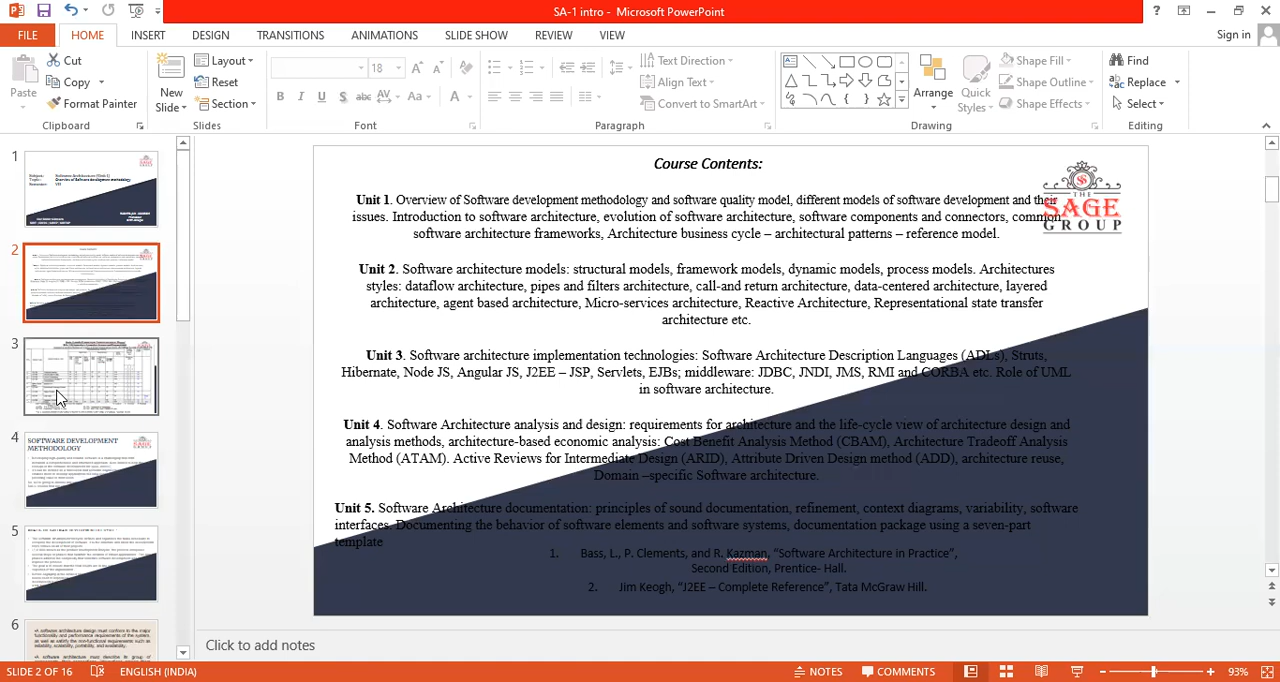 SA-1 intro - Microsoft PowerPoint
Sign in
FILE HOME INSERT DESIGN TRANSITIONS ANIMATIONS SLIDE SHOW REVIEW VIEW
Paste
Cut
Copy
Format Painter
Clipboard
New
Slide
Layout
Reset
Section
Slides
18
Font
Text Direction
Align Text
Convert to SmartArt
Paragraph
Arrange
Quick
Styles
Shape Fill
Shape Outline
Shape Effects
Drawing
Find
Replace
Select
Editing
1
2
3
4
SOFTWARE DEVELOPMENT
METHODOLOGY
5
6
Course Contents:
THE
SAGE
GROUP
Unit 1. Overview of Software development methodology and software quality model, different models of software development and their
issues. Introduction to software architecture, evolution of software architecture, software components and connectors, common
software architecture frameworks, Architecture business cycle – architectural patterns – reference model.
Unit 2. Software architecture models: structural models, framework models, dynamic models, process models. Architectures
styles: dataflow architecture, pipes and filters architecture, call-and return architecture, data-centered architecture, layered
architecture, agent based architecture, Micro-services architecture, Reactive Architecture, Representational state transfer
architecture etc.
Unit 3. Software architecture implementation technologies: Software Architecture Description Languages (ADLs), Struts,
Hibernate, Node JS, Angular JS, J2EE – JSP, Servlets, EJBs; middleware: JDBC, JNDI, JMS, RMI and CORBA etc. Role of UML
in software architecture.
Unit 4. Software Architecture analysis and design: requirements for architecture and the life-cycle view of architecture design and
analysis methods, architecture-based economic analysis: Cost Benefit Analysis Method (CBAM), Architecture Tradeoff Analysis
Method (ATAM). Active Reviews for Intermediate Design (ARID), Attribute Driven Design method (ADD), architecture reuse,
Domain –specific Software architecture.
Unit 5. Software Architecture documentation: principles of sound documentation, refinement, context diagrams, variability, software
interfaces. Documenting the behavior of software elements and software systems, documentation package using a seven-part
template
1. Bass, L., P. Clements, and R. Kazman, “Software Architecture in Practice”,
Second Edition, Prentice- Hall.
2. Jim Keogh, “J2EE – Complete Reference”, Tata McGraw Hill.
Click to add notes
SLIDE 2 OF 16 ENGLISH (INDIA) NOTES COMMENTS 93%